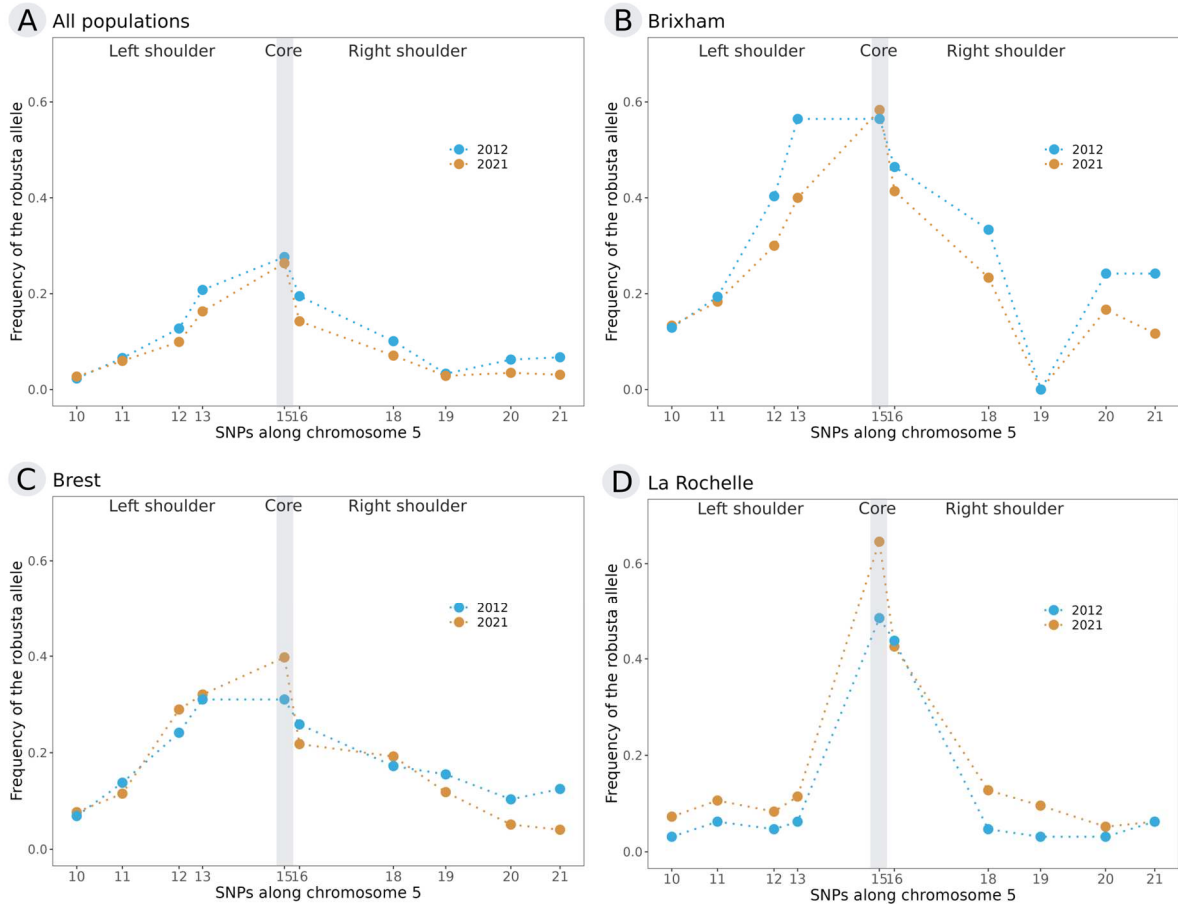 A All populations
Left shoulder Core Right shoulder
Frequency of the robusta allele
0.6
0.4
0.2
0.0
2012
2021
10 11 12 13 15 16 18 19 20 21
SNPs along chromosome 5
B Brixham
Left shoulder Core Right shoulder
Frequency of the robusta allele
0.6
0.4
0.2
0.0
2012
2021
10 11 12 13 15 16 18 19 20 21
SNPs along chromosome 5
C Brest
Left shoulder Core Right shoulder
Frequency of the robusta allele
0.6
0.4
0.2
0.0
2012
2021
10 11 12 13 15 16 18 19 20 21
SNPs along chromosome 5
D La Rochelle
Left shoulder Core Right shoulder
Frequency of the robusta allele
0.6
0.4
0.2
0.0
2012
2021
10 11 12 13 15 16 18 19 20 21
SNPs along chromosome 5